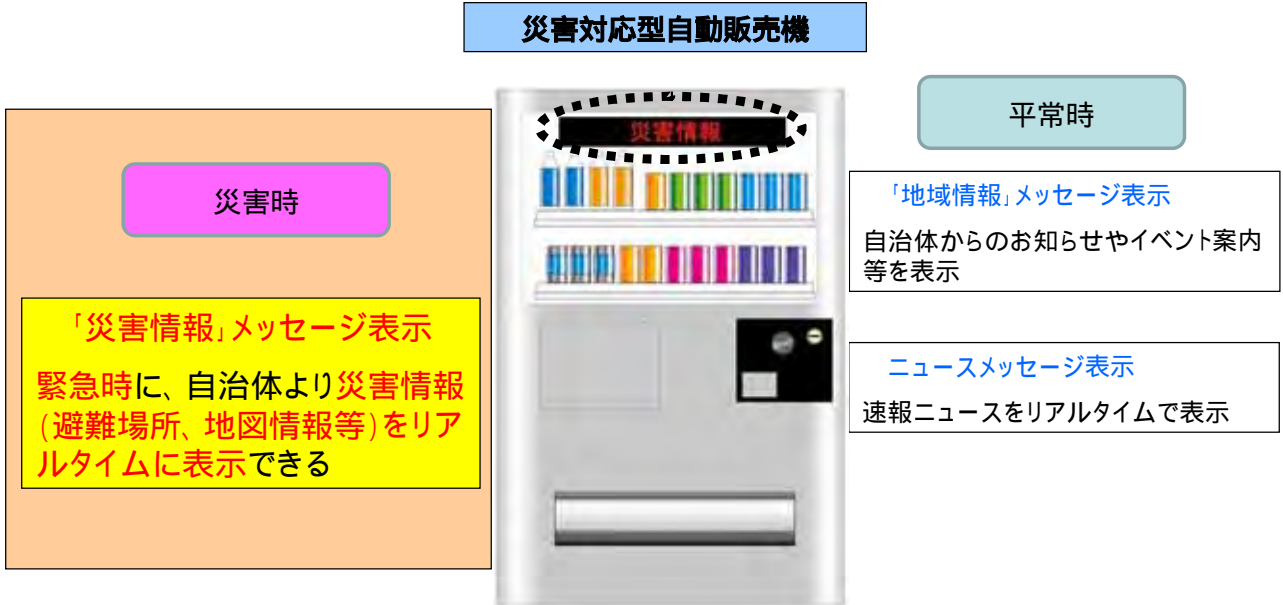 災害対応型自動販売機
災害時
「災害情報」メッセージ表示
緊急時に、自治体より災害情報
(避難場所、地図情報等)をリア
ルタイムに表示できる
災害情報
平常時
「地域情報」メッセージ表示
自治体からのお知らせやイベント案内
等を表示
ニュースメッセージ表示
速報ニュースをリアルタイムで表示